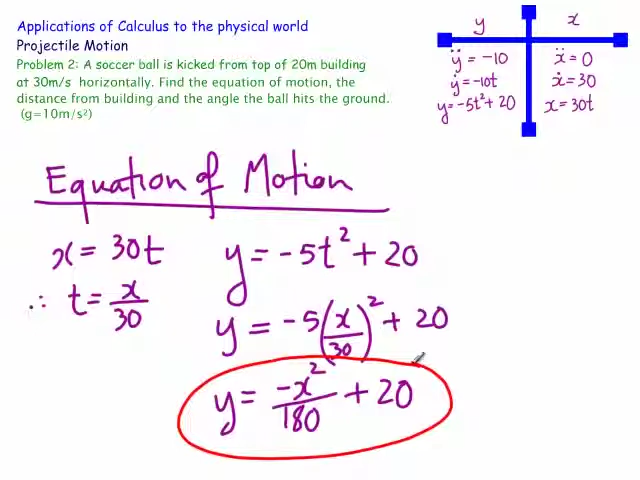 Applications of Calculus to the physical world
Projectile Motion
Problem 2: A soccer ball is kicked from top of 20m building
at 30m/s horizontally. Find the equation of motion, the
distance from building and the angle the ball hits the ground.
(g=10m/s²)
y x
ÿ = -10 ẍ = 0
ẏ = -10t ẋ = 30
y = -5t² + 20 x = 30t
Equation of Motion
x = 30t y = -5t² + 20
∴ t = x/30
y = -5(x/30)² + 20
y = -x²/180 + 20